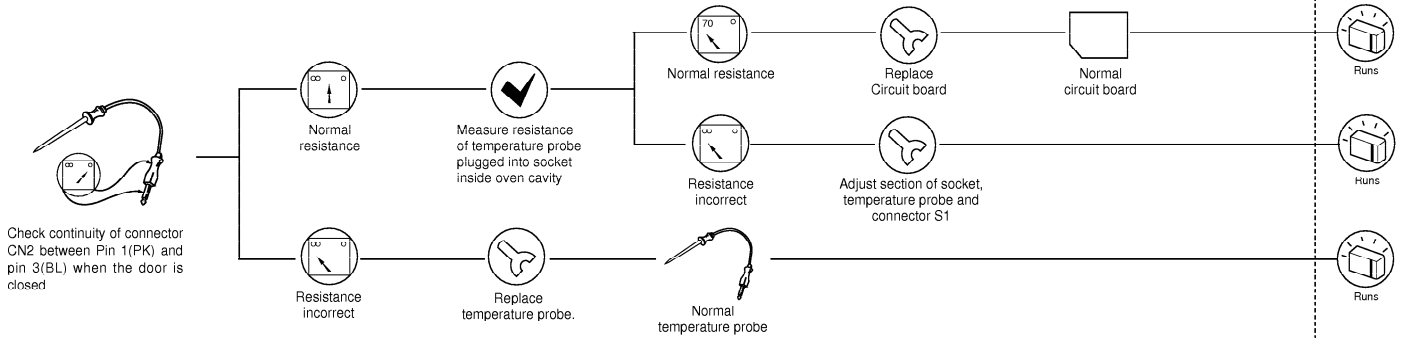 Check continuity of connector
CN2 between Pin 1(PK) and
pin 3(BL) when the door is
closed
Normal
resistance
Measure resistance
of temperature probe
plugged into socket
inside oven cavity
70
Normal resistance
Replace
Circuit board
Normal
circuit board
Runs
Resistance
incorrect
Adjust section of socket,
temperature probe and
connector S1
Runs
Resistance
incorrect
Replace
temperature probe.
Normal
temperature probe
Runs